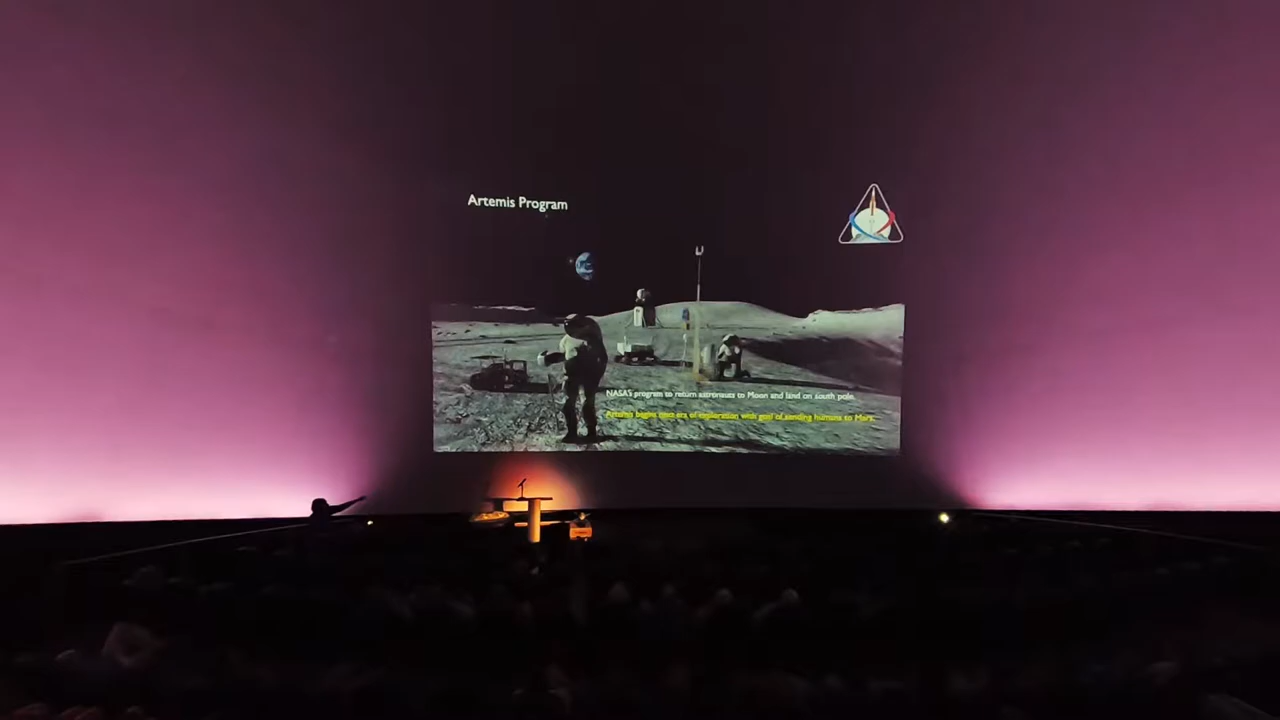 Artemis Program
NASA's program to return astronauts to Moon and land on south pole.
Artemis begins next era of exploration with goal of sending humans to Mars.